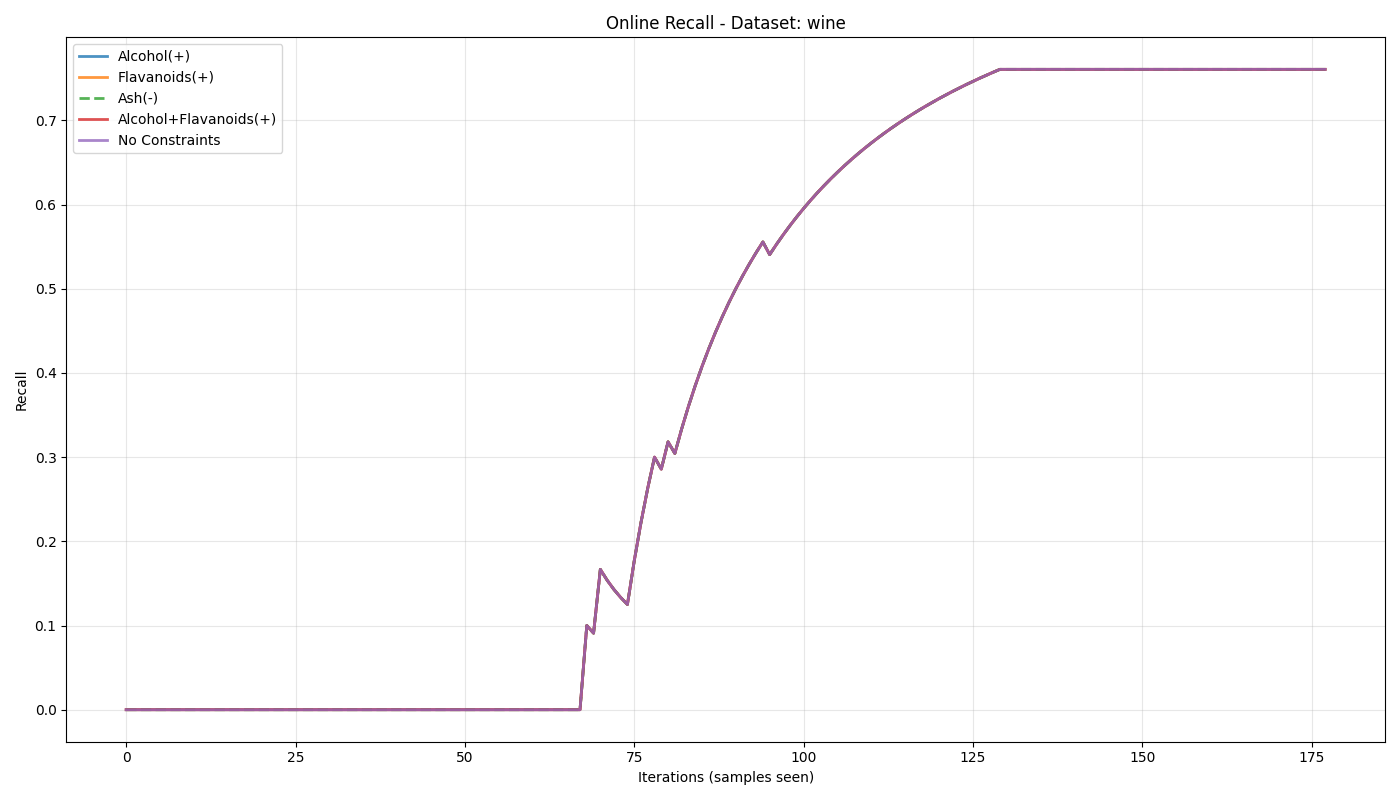 Online Recall - Dataset: wine
Alcohol(+)
Flavanoids(+)
Ash(-)
Alcohol+Flavanoids(+)
No Constraints
Recall
0.7
0.6
0.5
0.4
0.3
0.2
0.1
0.0
0 25 50 75 100 125 150 175
Iterations (samples seen)